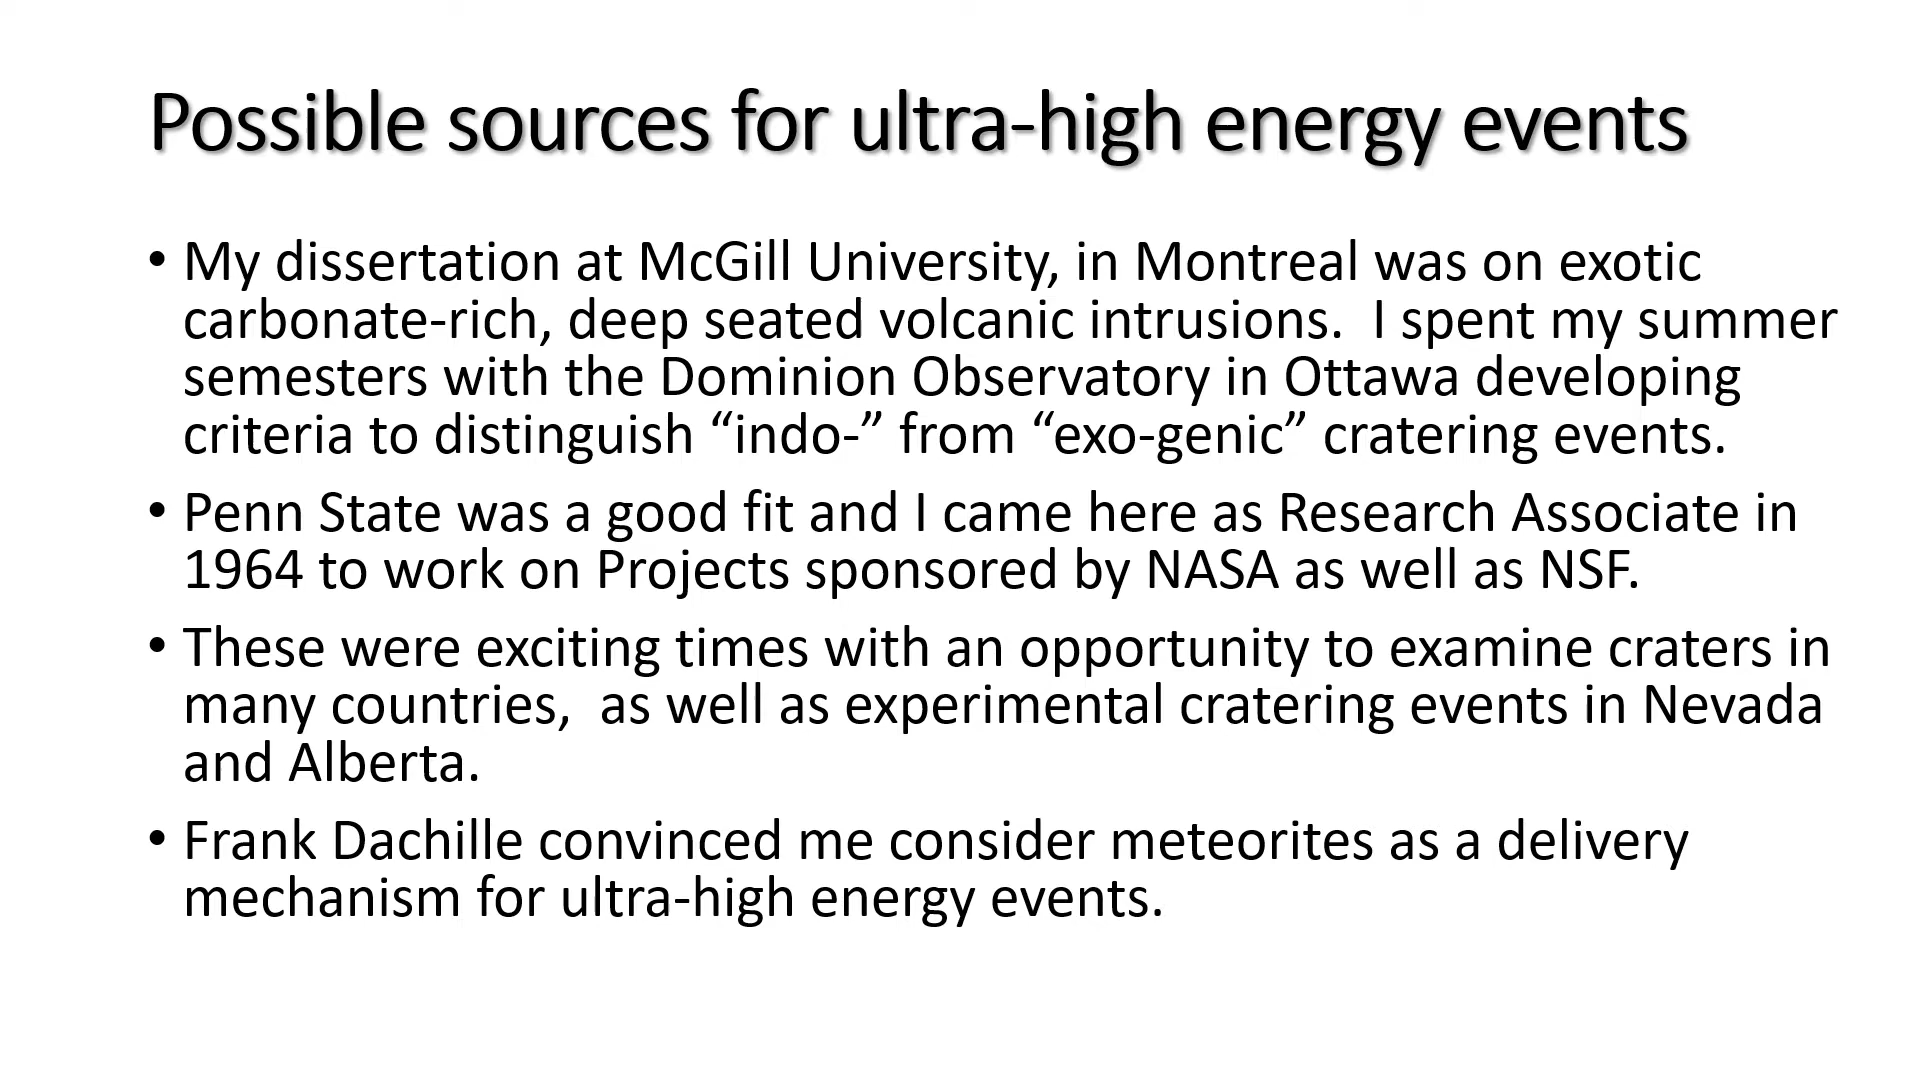 Possible sources for ultra-high energy events
• My dissertation at McGill University, in Montreal was on exotic
carbonate-rich, deep seated volcanic intrusions.  I spent my summer
semesters with the Dominion Observatory in Ottawa developing
criteria to distinguish “indo-” from “exo-genic” cratering events.
• Penn State was a good fit and I came here as Research Associate in
1964 to work on Projects sponsored by NASA as well as NSF.
• These were exciting times with an opportunity to examine craters in
many countries,  as well as experimental cratering events in Nevada
and Alberta.
• Frank Dachille convinced me consider meteorites as a delivery
mechanism for ultra-high energy events.